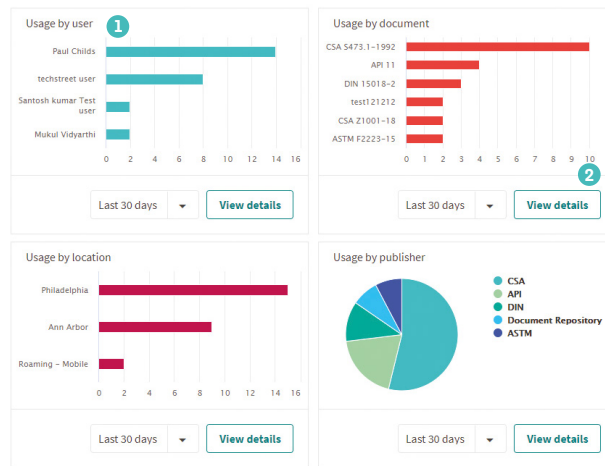 Usage by user
1
Paul Childs
techstreet user
Santosh kumar Test
user
Mukul Vidyarthi
0 2 4 6 8 10 12 14 16
Last 30 days
View details
Usage by document
CSA S473.1-1992
API 11
DIN 15018-2
test121212
CSA Z1001-18
ASTM F2223-15
0 1 2 3 4 5 6 7 8 9 10
2
Last 30 days
View details
Usage by location
Philadelphia
Ann Arbor
Roaming - Mobile
0 2 4 6 8 10 12 14 16
Last 30 days
View details
Usage by publisher
CSA
API
DIN
Document Repository
ASTM
Last 30 days
View details